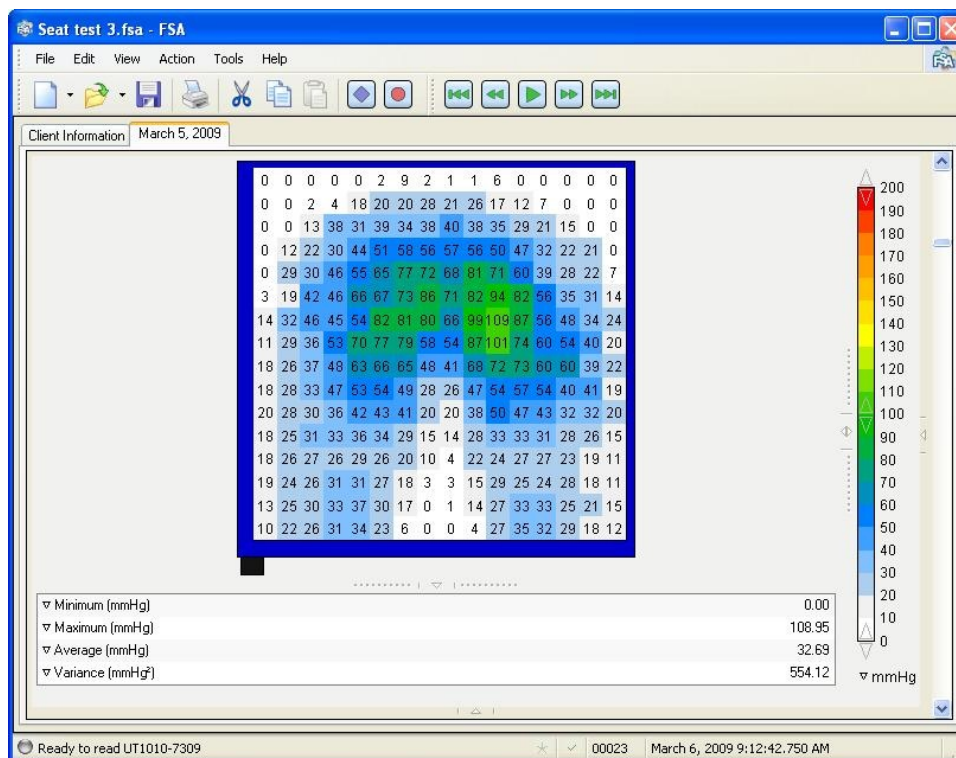 Seat test 3.fsa - FSA
File Edit View Action Tools Help
FSA
Client Information March 5, 2009
0 0 0 0 0 2 9 2 1 1 6 0 0 0 0 0
0 0 2 4 18 20 20 28 21 26 17 12 7 0 0 0
0 0 13 38 31 39 34 38 40 38 35 29 21 15 0 0
0 12 22 30 44 51 58 56 57 56 50 47 32 22 21 0
0 29 30 46 55 65 77 72 68 81 71 60 39 28 22 7
3 19 42 46 66 67 73 86 71 82 94 82 56 35 31 14
14 32 46 45 54 82 81 80 66 99 109 87 56 48 34 24
11 29 36 53 70 77 79 58 54 87 101 74 60 54 40 20
18 26 37 48 63 66 65 48 41 68 72 73 60 60 39 22
18 28 33 47 53 54 49 28 26 47 54 57 54 40 41 19
20 28 30 36 42 43 41 20 20 38 50 47 43 32 32 20
18 25 31 33 36 34 29 15 14 28 33 33 31 28 26 15
18 26 27 26 29 26 20 10 4 22 24 27 27 23 19 11
19 24 26 31 31 27 18 3 3 15 29 25 24 28 18 11
13 25 30 33 37 30 17 0 1 14 27 33 33 25 21 15
10 22 26 31 34 23 6 0 0 4 27 35 32 29 18 12
200
190
180
170
160
150
140
130
120
110
100
90
80
70
60
50
40
30
20
10
0
mmHg
Minimum (mmHg) 0.00
Maximum (mmHg) 108.95
Average (mmHg) 32.69
Variance (mmHg²) 554.12
Ready to read UT1010-7309 00023 March 6, 2009 9:12:42.750 AM